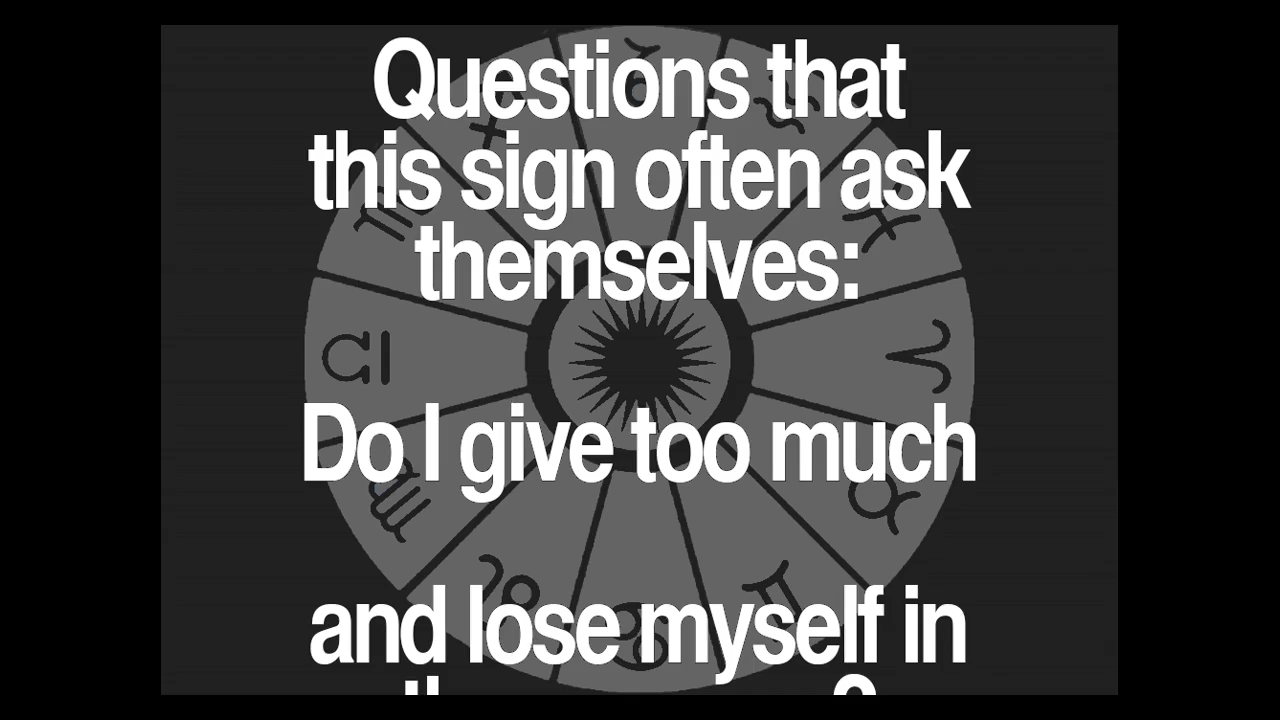 Questions that
this sign often ask
themselves:
Do I give too much
and lose myself in